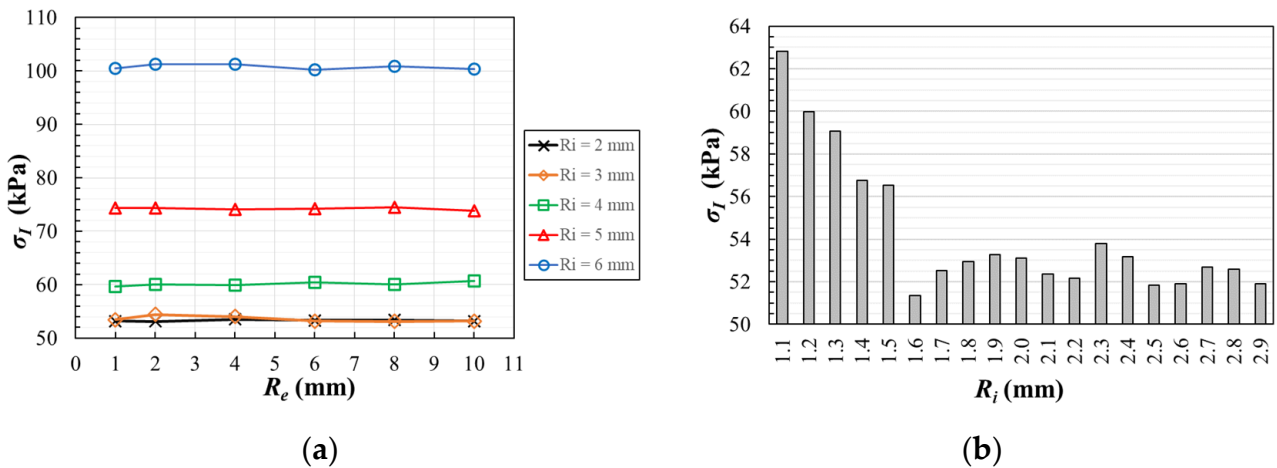 110
100
90
80
70
60
50
0 1 2 3 4 5 6 7 8 9 10 11
σI (kPa)
Re (mm)
Ri = 2 mm
Ri = 3 mm
Ri = 4 mm
Ri = 5 mm
Ri = 6 mm
(a)
64
62
60
58
56
54
52
50
1.1 1.2 1.3 1.4 1.5 1.6 1.7 1.8 1.9 2.0 2.1 2.2 2.3 2.4 2.5 2.6 2.7 2.8 2.9
σI (kPa)
Ri (mm)
(b)